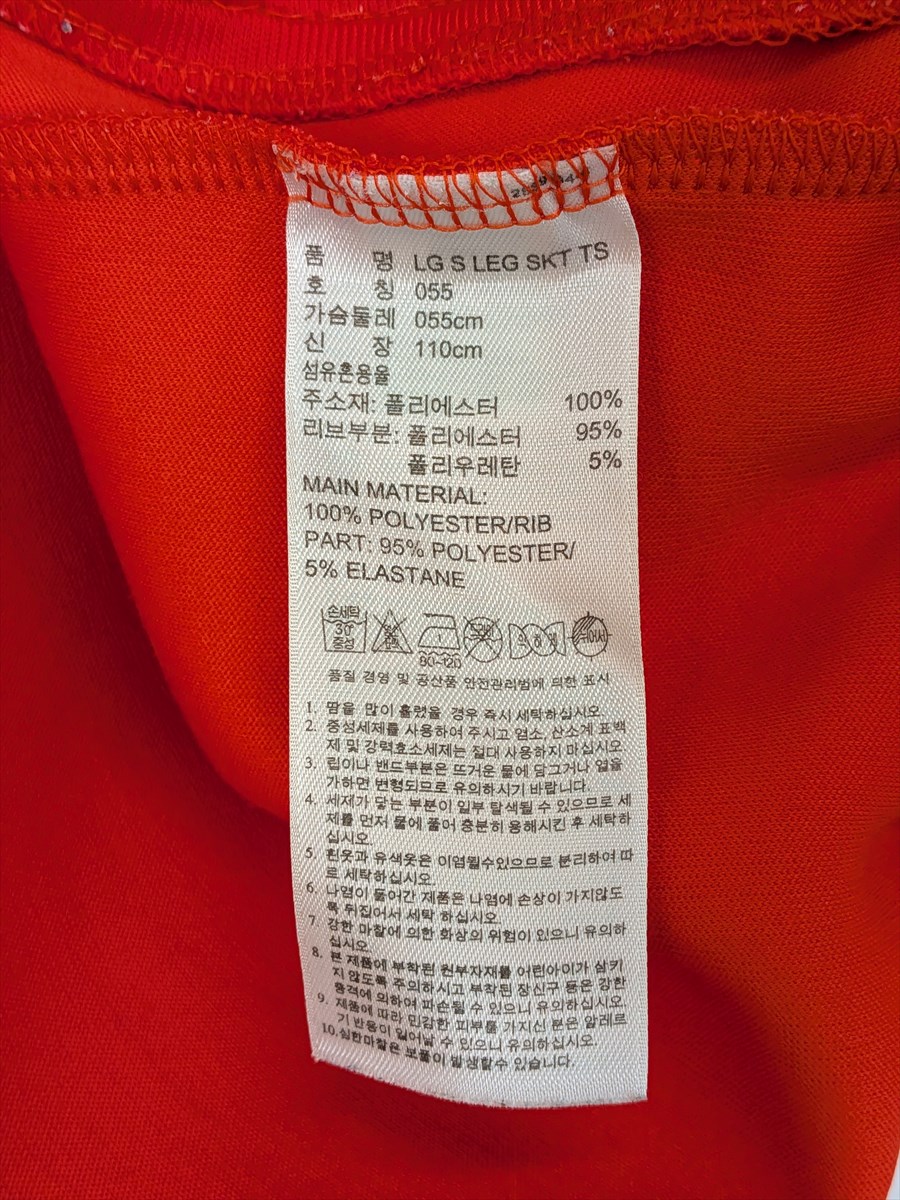 품 명 LG S LEG SKT TS
호 칭 055
가슴둘레 055cm
신 장 110cm
섬유혼용율
주소재: 폴리에스터 100%
리브부분: 폴리에스터 95%
폴리우레탄 5%
MAIN MATERIAL:
100% POLYESTER/RIB
PART: 95% POLYESTER/
5% ELASTANE
손세탁
30°
중성
80~120
품질 경영 및 공산품 안전관리법에 의한 표시
1. 땀을 많이 흘렸을 경우 즉시 세탁하십시오.
2. 중성세제를 사용하여 주시고 염소, 산소계 표백
제 및 강력효소세제는 절대 사용하지 마십시오.
3. 립이나 밴드부분은 뜨거운 물에 담그거나 열을
가하면 변형되므로 유의하시기 바랍니다.
4. 세제가 닿는 부분이 일부 탈색될 수 있으므로 세
제를 먼저 물에 풀어 충분히 용해시킨 후 세탁하
십시오.
5. 흰옷과 유색옷은 이염될수있으므로 분리하여 따
로 세탁하십시오.
6. 나염이 들어간 제품은 나염에 손상이 가지않도
록 뒤집어서 세탁 하십시오.
7. 강한 마찰에 의한 화상의 위험이 있으니 유의하
십시오.
8. 본 제품에 부착된 원부자재를 어린아이가 삼키
지 않도록 주의하시고 부착된 장신구 등은 강한
충격에 의하여 파손될 수 있으니 유의하십시오.
9. 제품에 따라 민감한 피부를 가지신 분은 알레르
기 반응이 일어날 수 있으니 유의하십시오.
10.심한마찰은 보풀이 발생할수 있습니다.